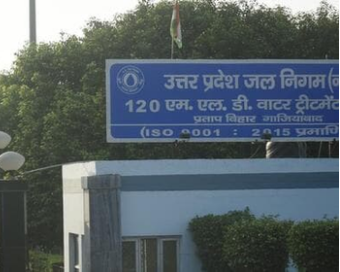 उत्तर प्रदेश जल निगम (न
120 एम. एल. डी. वाटर ट्रीटमेंट
प्रताप विहार गाजियाबाद
(ISO 9001 : 2015 प्रमाणि